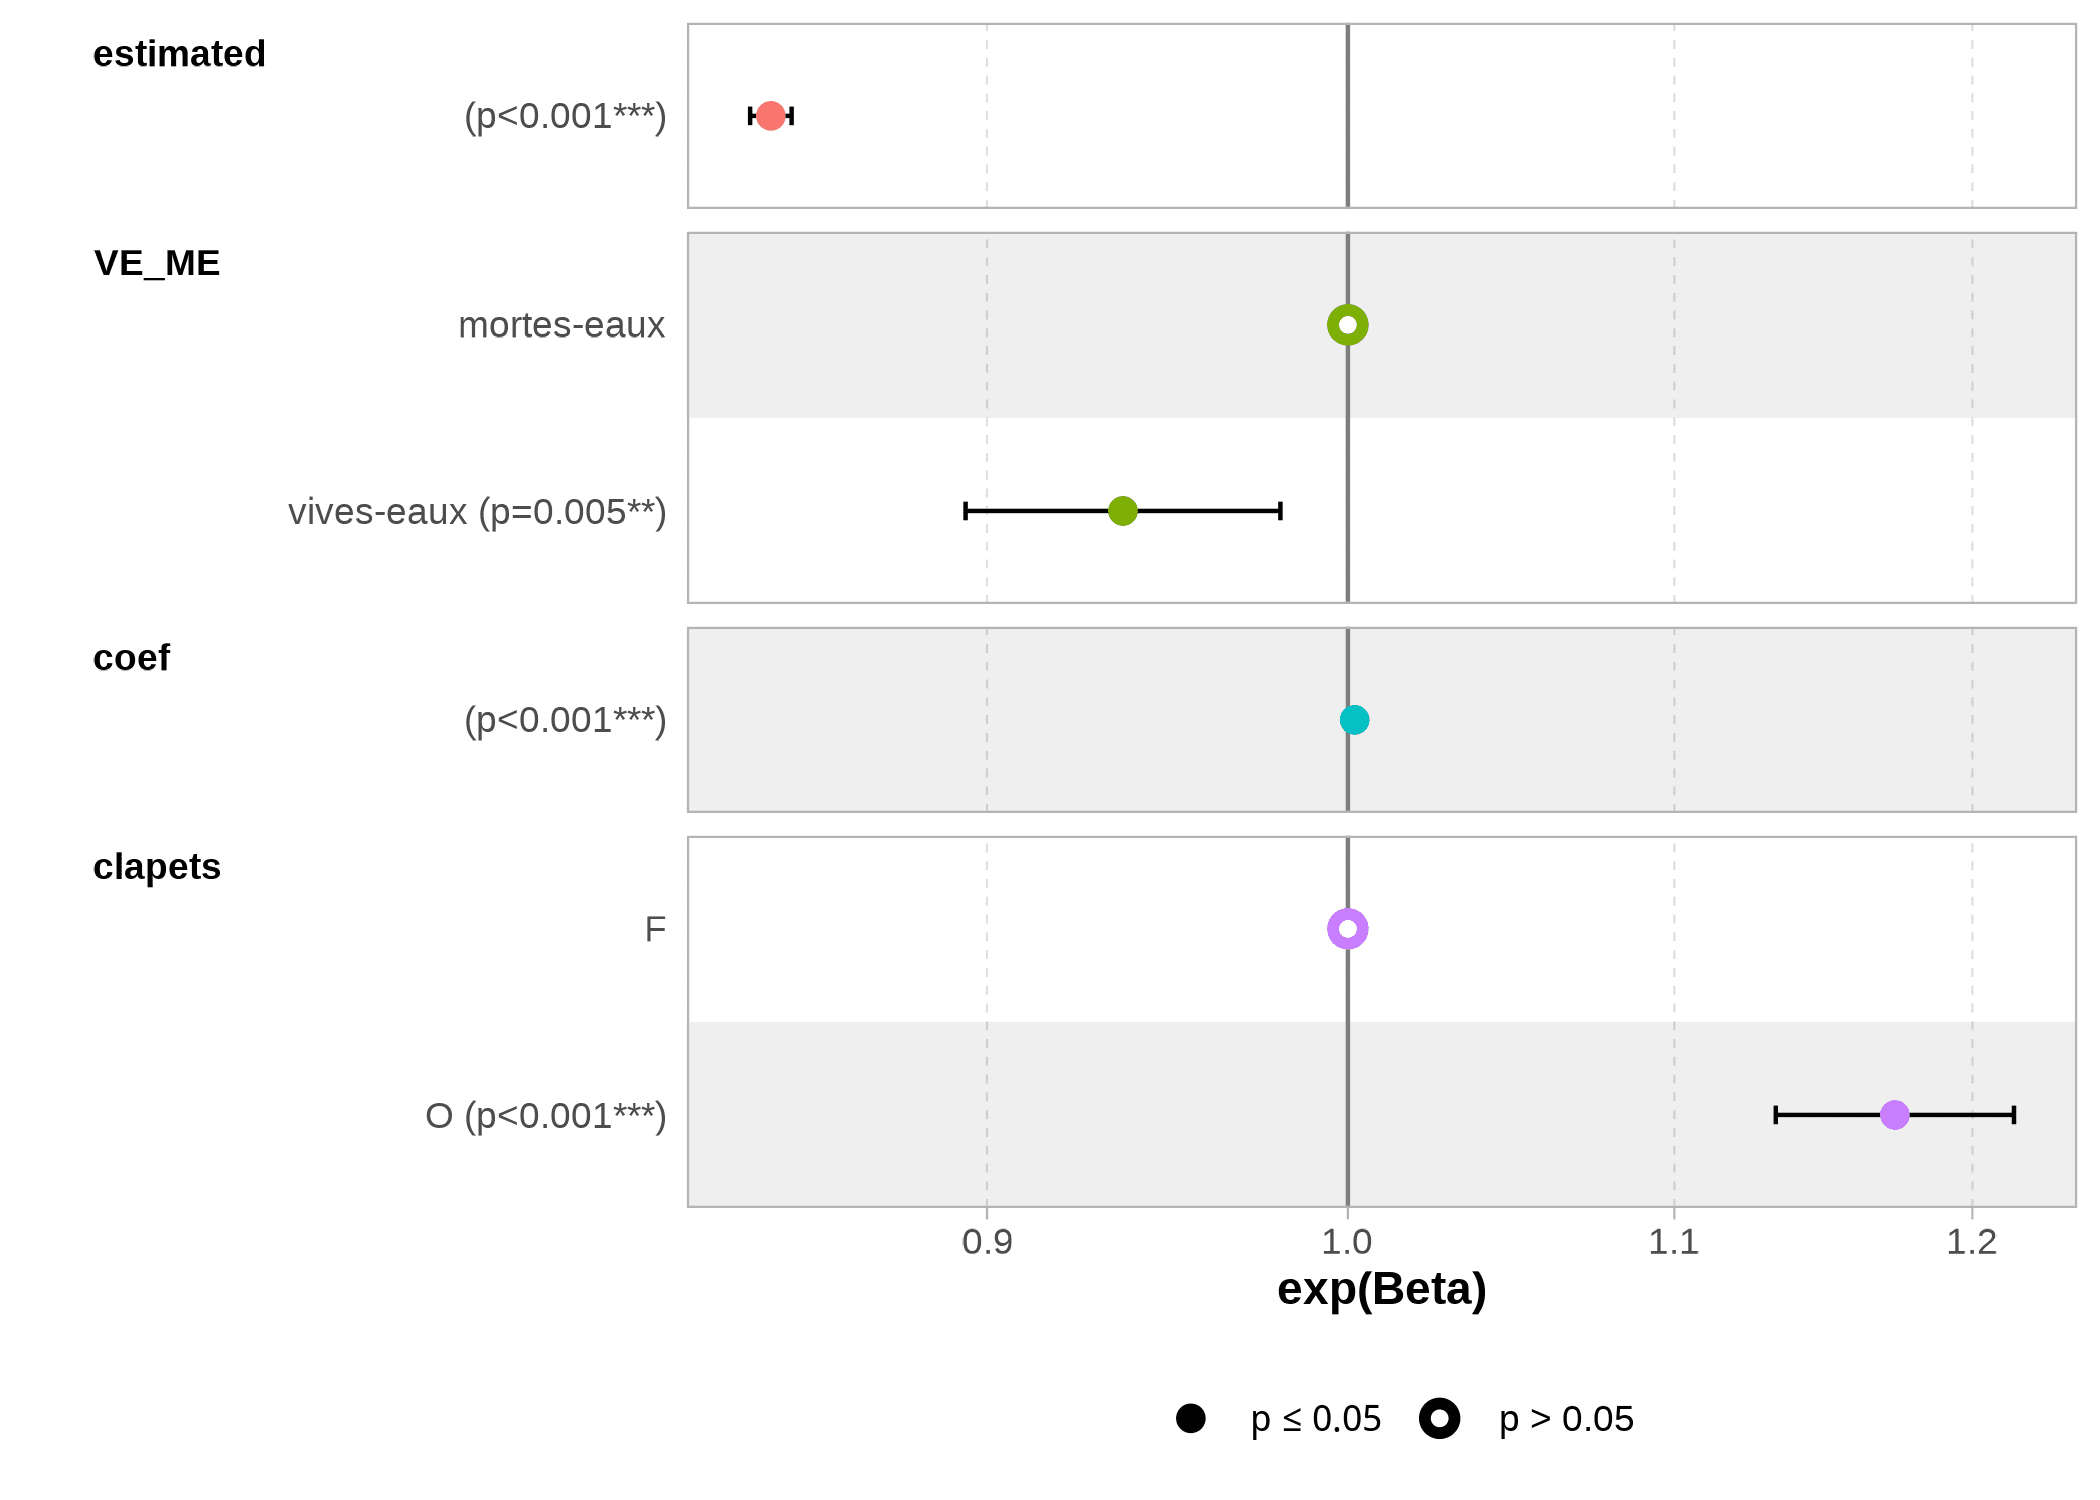 estimated
(p<0.001***)
VE_ME
mortes-eaux
vives-eaux (p=0.005**)
coef
(p<0.001***)
clapets
F
O (p<0.001***)
0.9 1.0 1.1 1.2
exp(Beta)
p ≤ 0.05 p > 0.05